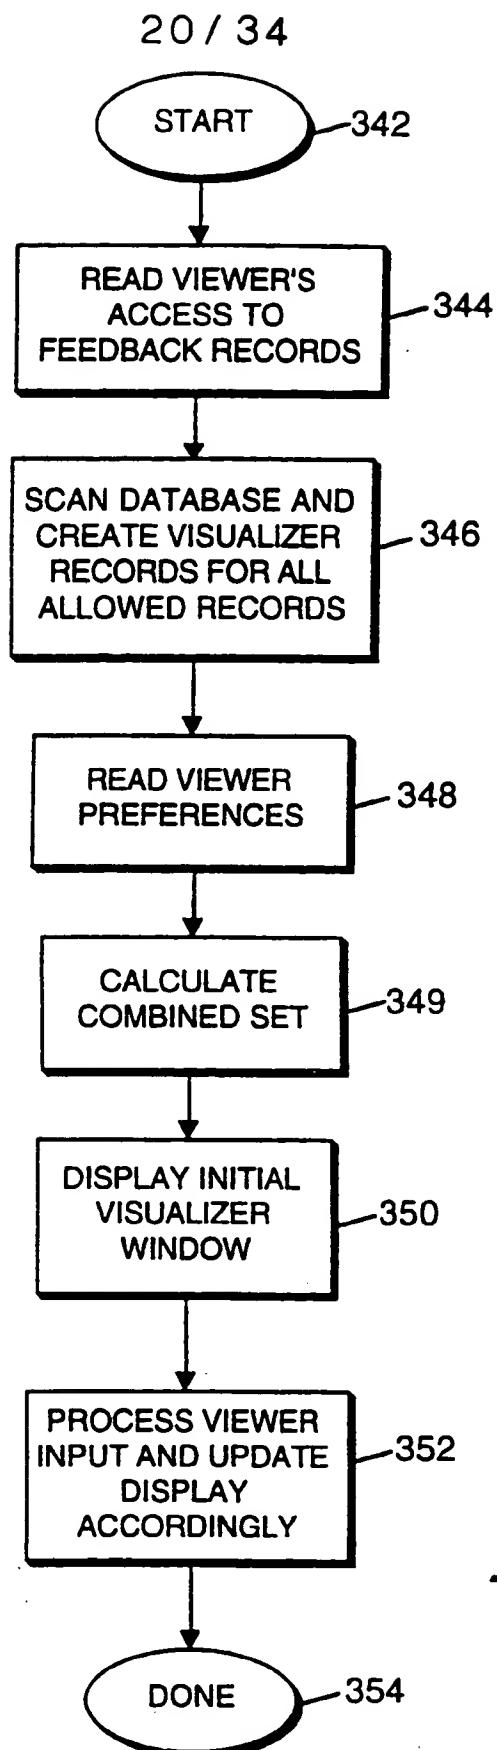 20 / 34
START
342
READ VIEWER'S
ACCESS TO
FEEDBACK RECORDS
344
SCAN DATABASE AND
CREATE VISUALIZER
RECORDS FOR ALL
ALLOWED RECORDS
346
READ VIEWER
PREFERENCES
348
CALCULATE
COMBINED SET
349
DISPLAY INITIAL
VISUALIZER
WINDOW
350
PROCESS VIEWER
INPUT AND UPDATE
DISPLAY
ACCORDINGLY
352
DONE
354